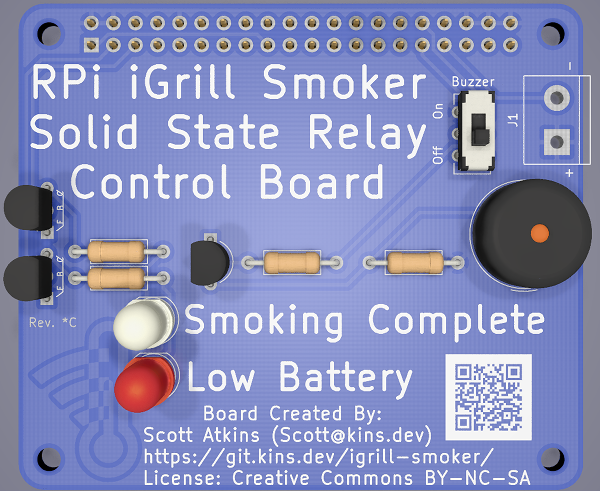 RPi iGrill Smoker
Solid State Relay
Control Board
Buzzer
On
Off
J1
-
+
Rev. *C
Smoking Complete
Low Battery
Board Created By:
Scott Atkins (Scott@kins.dev)
https://git.kins.dev/igrill-smoker/
License: Creative Commons BY-NC-SA